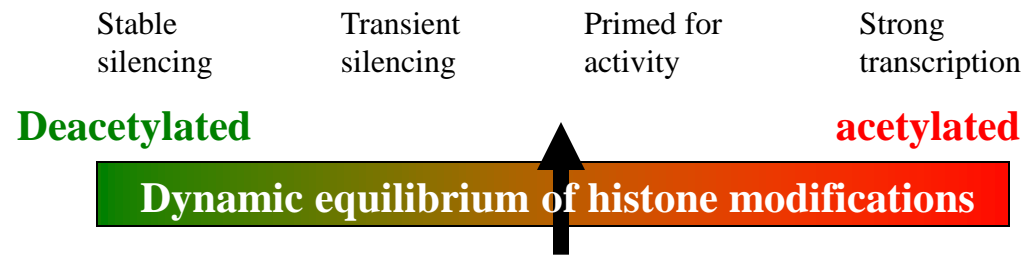 Stable silencing
Transient silencing
Primed for activity
Strong transcription
Deacetylated
acetylated
Dynamic equilibrium of histone modifications